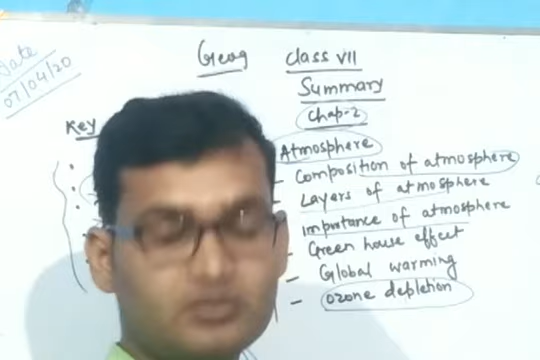 Date
07/04/20
Geog class VII
Summary
Chap-2
Key
Atmosphere
- Composition of atmosphere
Layers of atmosphere
Importance of atmosphere
- Green house effect
- Global warming
- Ozone depletion